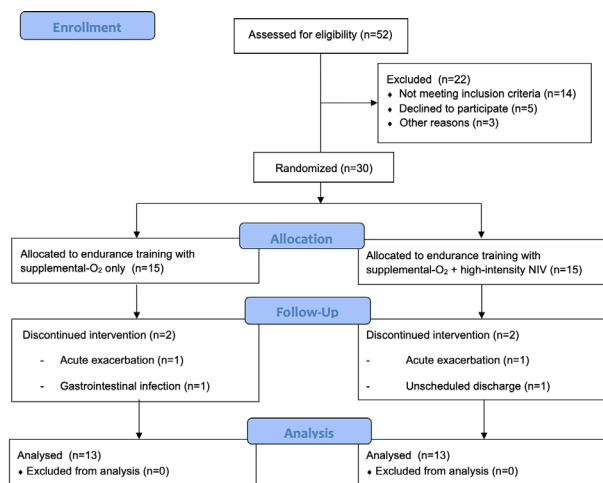 Enrollment
Assessed for eligibility (n=52)
Excluded (n=22)
♦ Not meeting inclusion criteria (n=14)
♦ Declined to participate (n=5)
♦ Other reasons (n=3)
Randomized (n=30)
Allocation
Allocated to endurance training with
supplemental-O₂ only (n=15)
Allocated to endurance training with
supplemental-O₂ + high-intensity NIV (n=15)
Follow-Up
Discontinued intervention (n=2)
- Acute exacerbation (n=1)
- Gastrointestinal infection (n=1)
Discontinued intervention (n=2)
- Acute exacerbation (n=1)
- Unscheduled discharge (n=1)
Analysis
Analysed (n=13)
♦ Excluded from analysis (n=0)
Analysed (n=13)
♦ Excluded from analysis (n=0)